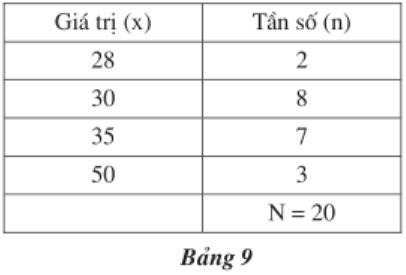 Giá trị (x) Tần số (n)
28 2
30 8
35 7
50 3
N = 20
Bảng 9